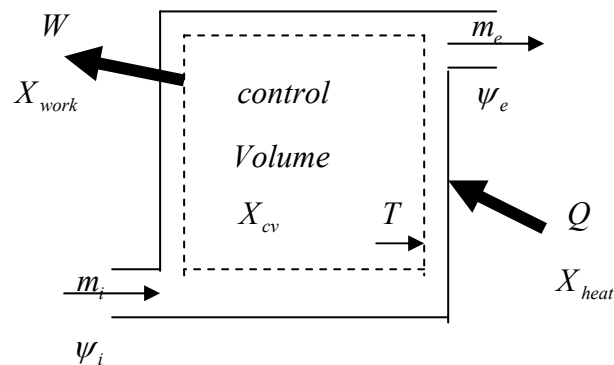 W
m_e
X_work
control
ψ_e
Volume
X_cv
T
Q
m_i
X_heat
ψ_i